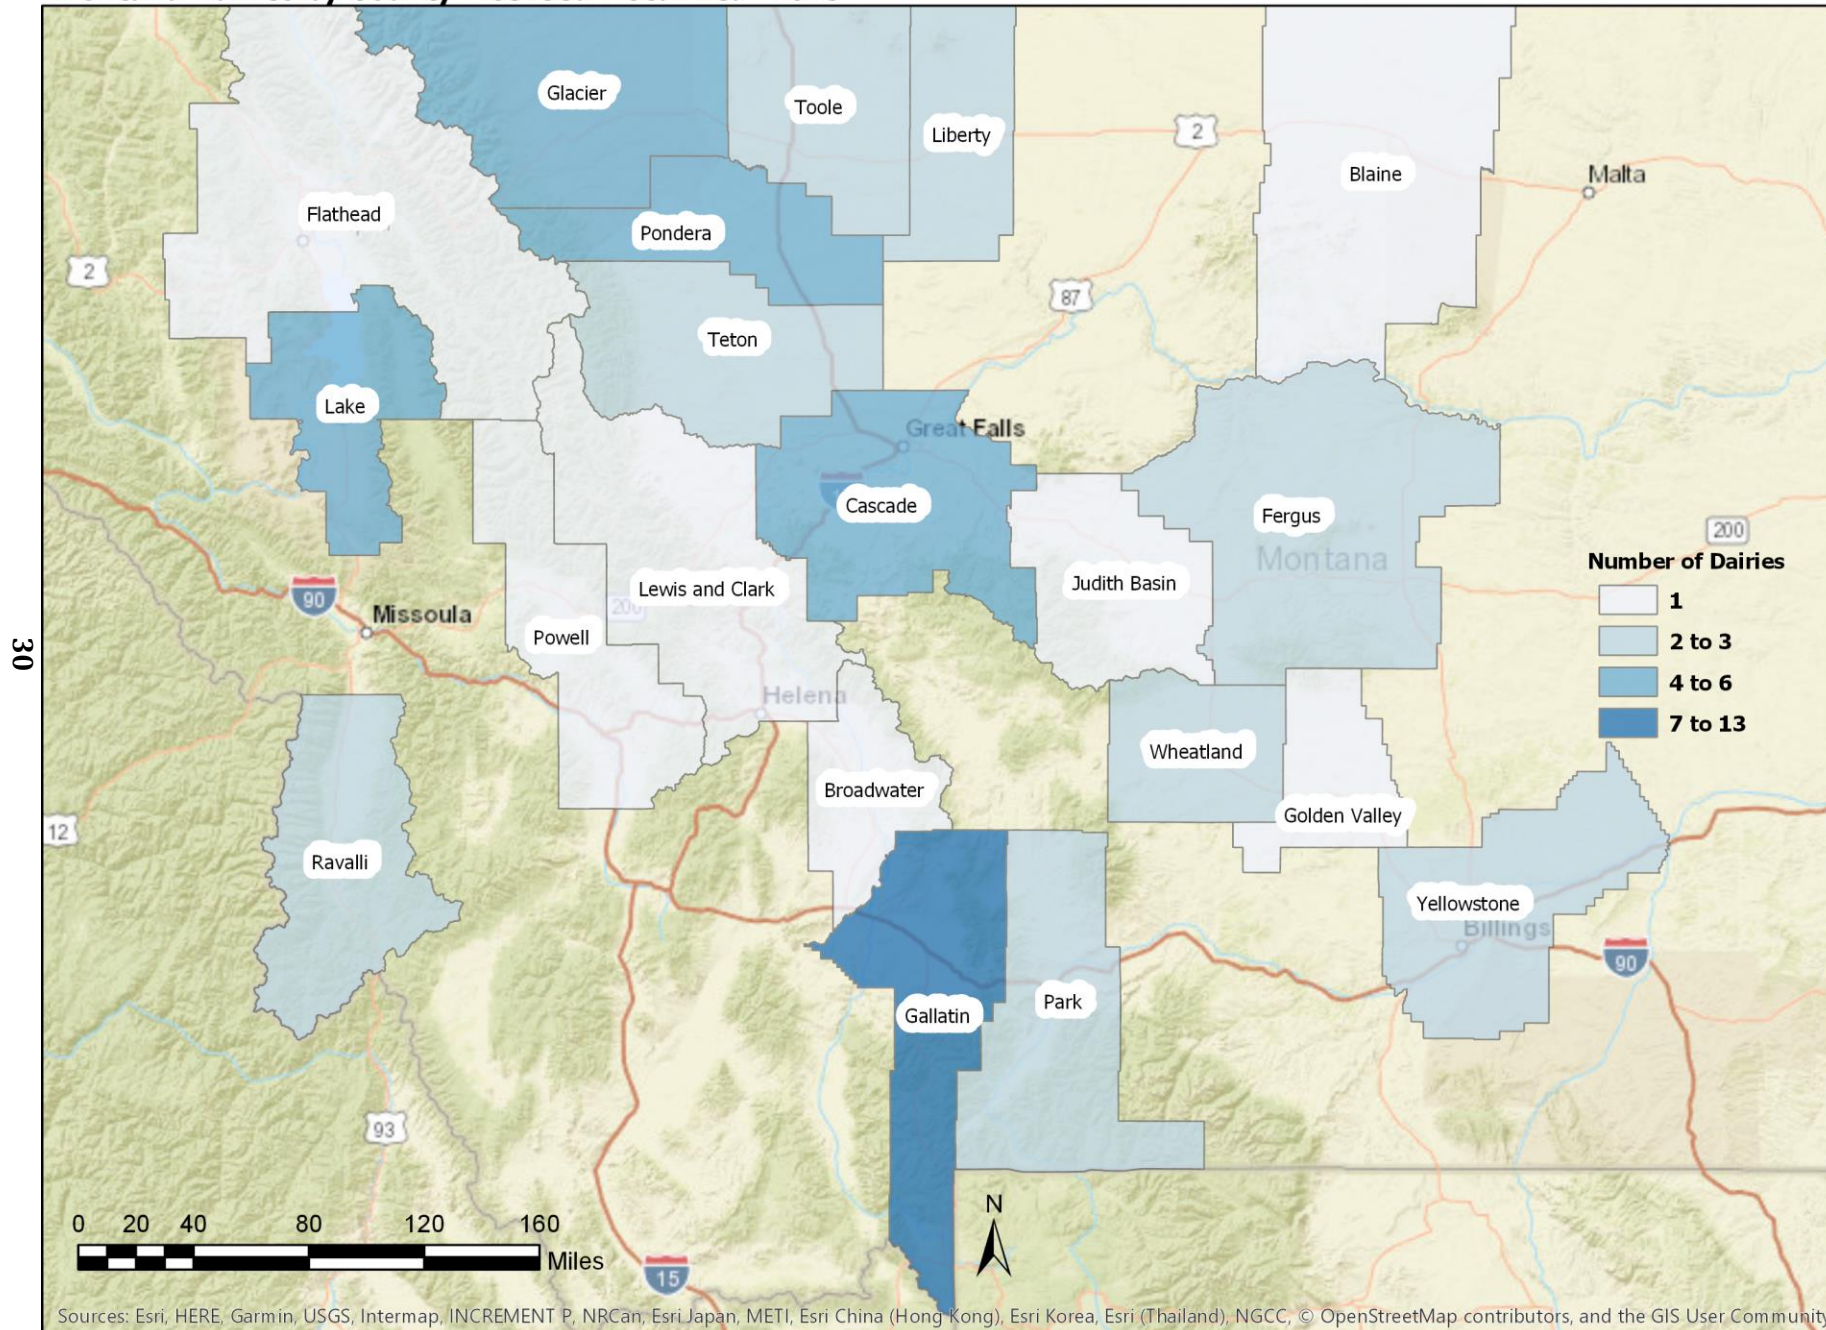 Glacier
Toole
Liberty
2
Blaine
Malta
Flathead
Pondera
2
87
Teton
Lake
Great Falls
Cascade
Fergus
200
Montana
Number of Dairies
1
2 to 3
4 to 6
7 to 13
Judith Basin
Lewis and Clark
90
Missoula
200
Powell
30
Helena
Wheatland
Broadwater
Golden Valley
12
Ravalli
Yellowstone
Billings
90
Park
Gallatin
93
N
0 20 40 80 120 160
Miles
15
Sources: Esri, HERE, Garmin, USGS, Intermap, INCREMENT P, NRCan, Esri Japan, METI, Esri China (Hong Kong), Esri Korea, Esri (Thailand), NGCC, © OpenStreetMap contributors, and the GIS User Community